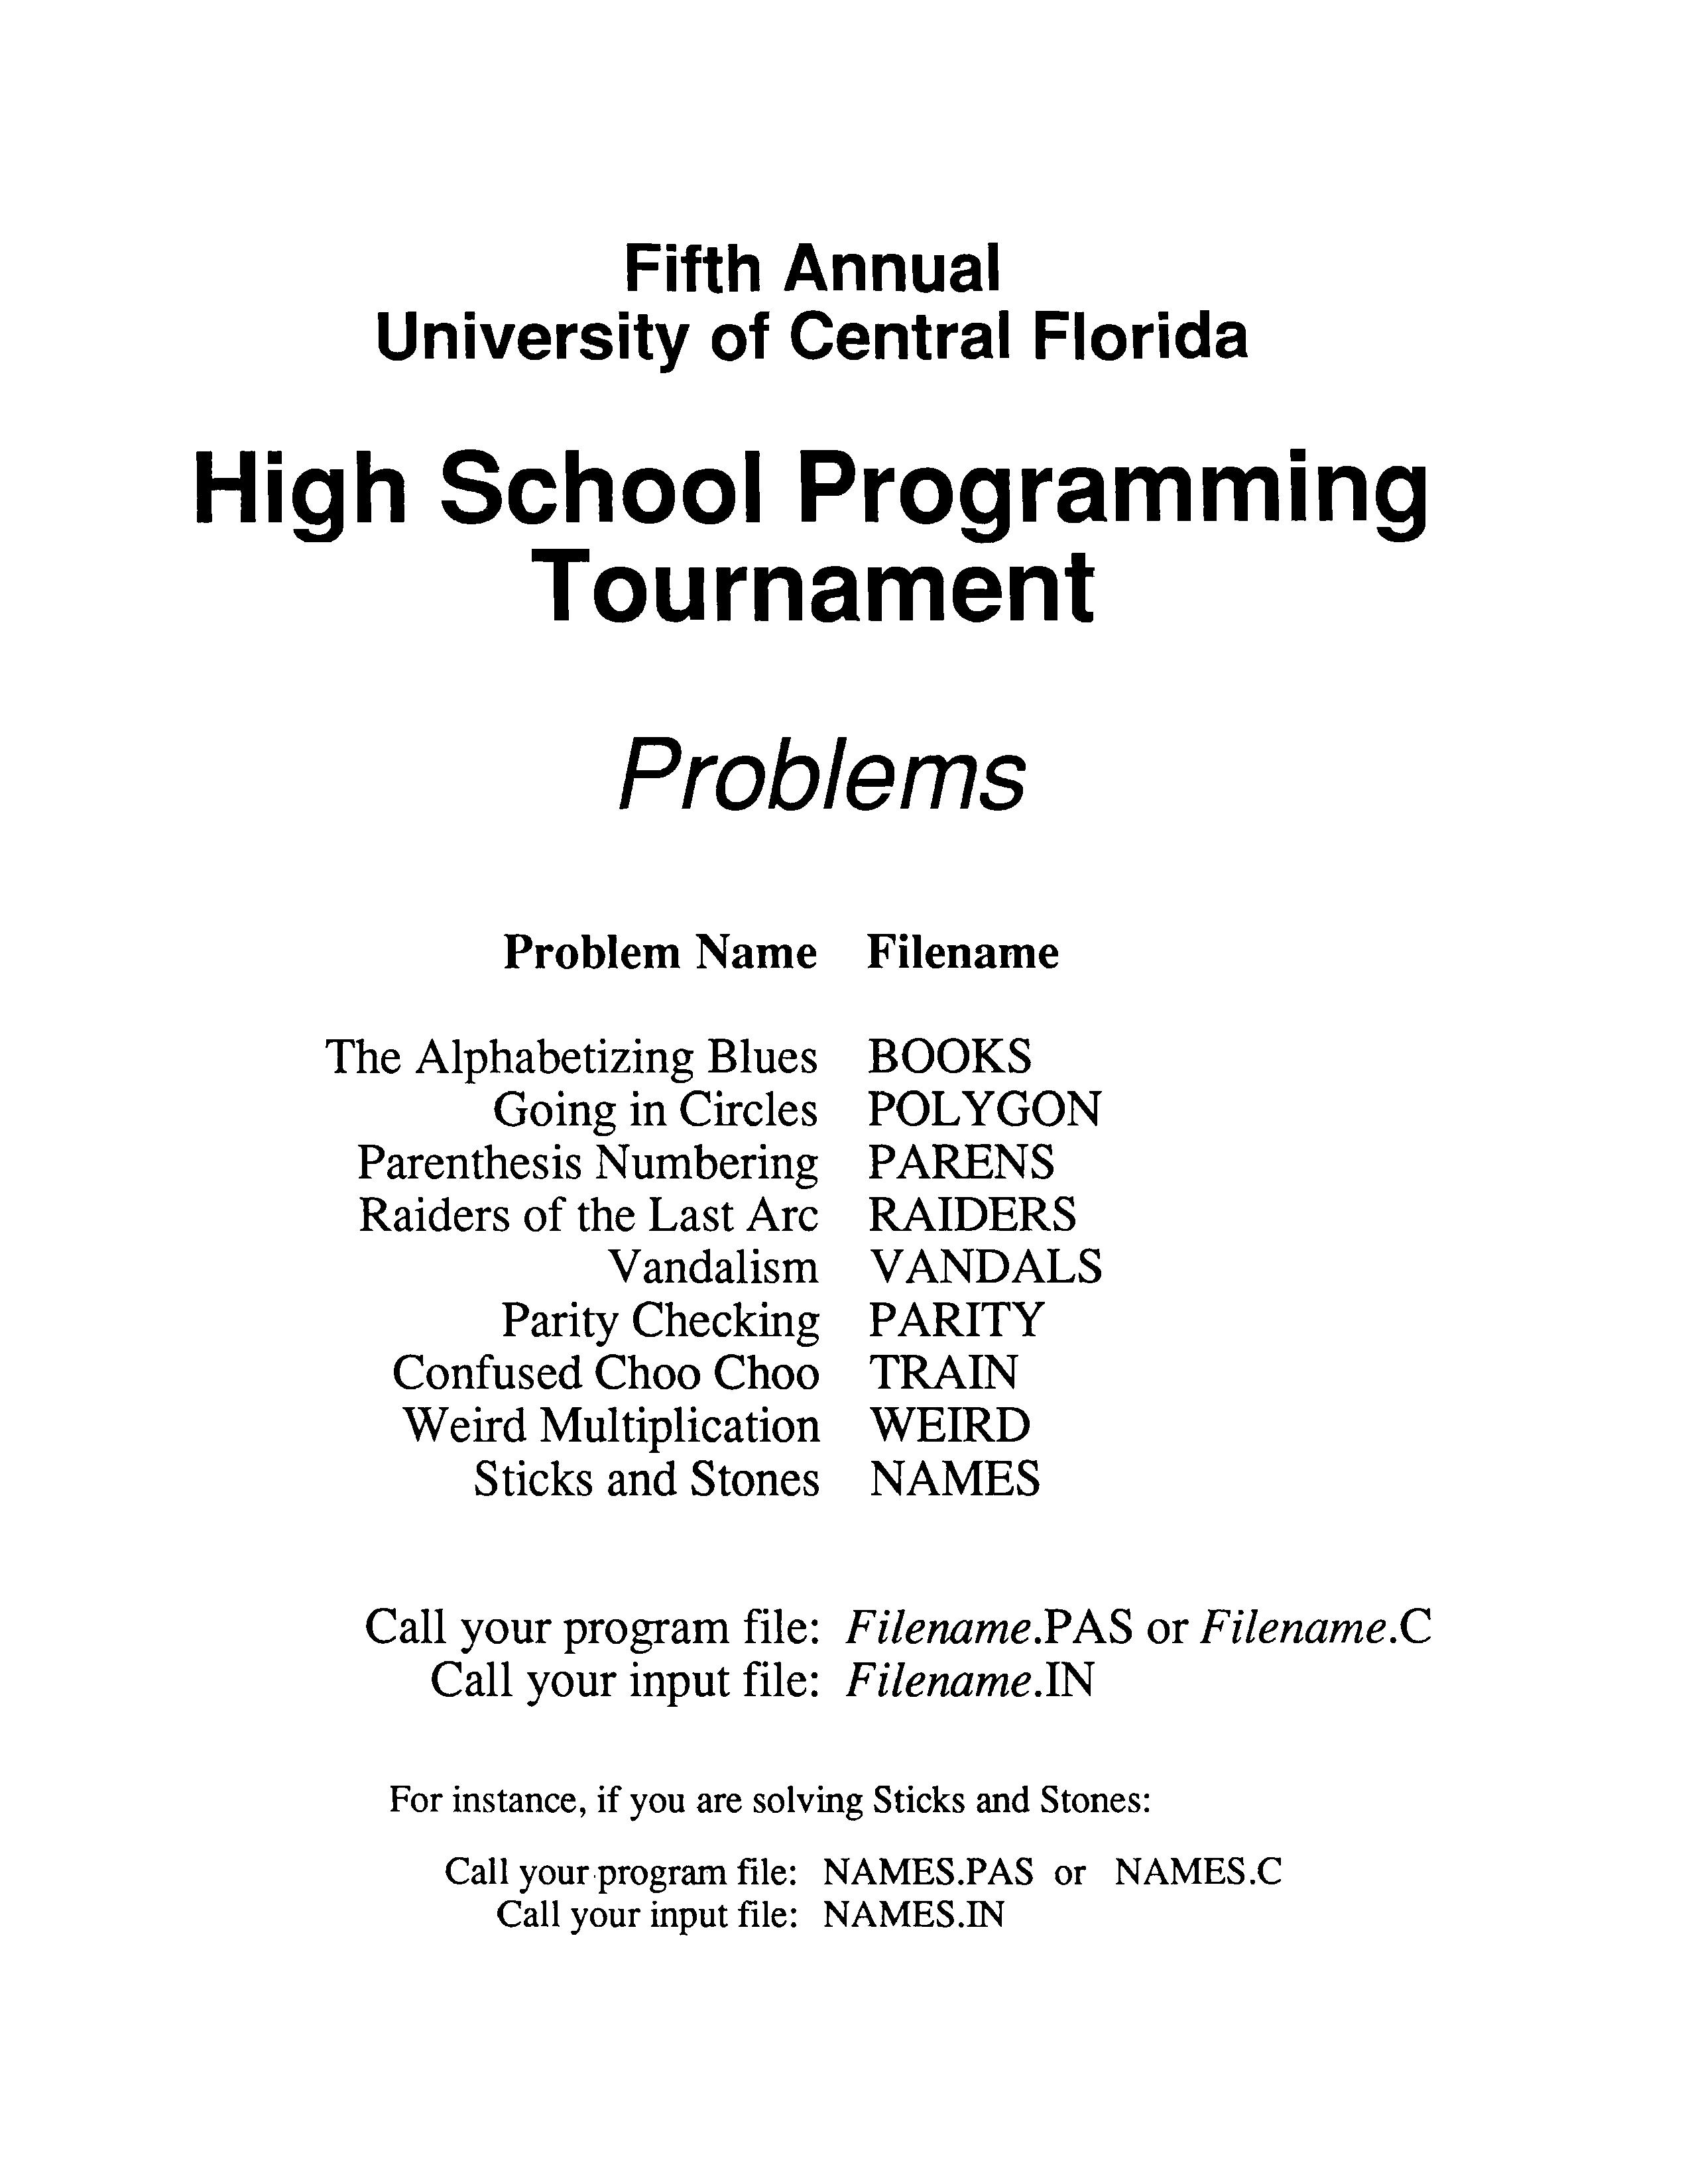 Fifth Annual
University of Central Florida
High School Programming
Tournament
Problems
Problem Name Filename
The Alphabetizing Blues BOOKS
Going in Circles POLYGON
Parenthesis Numbering PARENS
Raiders of the Last Arc RAIDERS
Vandalism VANDALS
Parity Checking PARITY
Confused Choo Choo TRAIN
Weird Multiplication WEIRD
Sticks and Stones NAMES
Call your program file: Filename.PAS or Filename.C
Call your input file: Filename.IN
For instance, if you are solving Sticks and Stones:
Call your program file: NAMES.PAS or NAMES.C
Call your input file: NAMES.IN